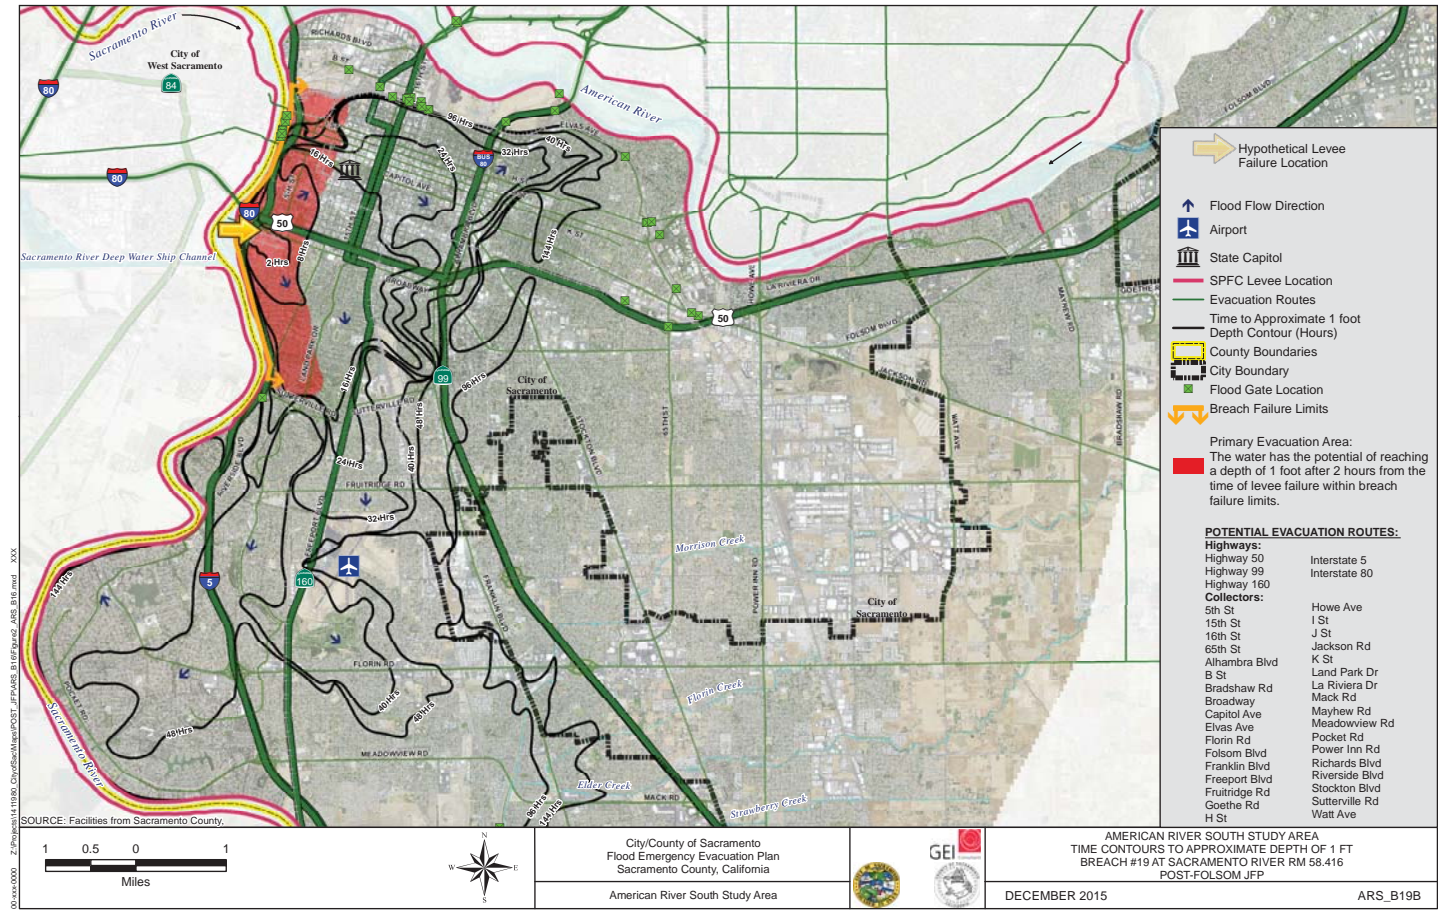 Sacramento River
City of
West Sacramento
84
80
80
80
50
RICHARDS BLVD
B ST
American River
ELVAS AVE
FOLSOM BLVD
96 Hrs
24 Hrs
32 Hrs
40 Hrs
16 Hrs
BUS
80
H ST
CAPITOL AVE
5TH ST
K ST
144 Hrs
8 Hrs
2 Hrs
Sacramento River Deep Water Ship Channel
BROADWAY
HOWE AVE
LA RIVIERA DR
50
GOETHE R
MAYHEW RD
FOLSOM BLVD
JACKSON RD
LAND PARK DR
16 Hrs
99
96 Hrs
City of
Sacramento
SUTTERVILLE RD
SUTTERVILLE RD
48 Hrs
40 Hrs
STOCKTON BLVD
65TH ST
WATT AVE
BRADSHAW RD
RIVERSIDE BLVD
24 Hrs
FRUITRIDGE RD
32 Hrs
FREEPORT BLVD
Morrison Creek
POWER INN RD
FRANKLIN BLVD
144 Hrs
5
160
City of
Sacramento
FLORIN RD
POCKET RD
40 Hrs
48 Hrs
48 Hrs
Florin Creek
MEADOWVIEW RD
Sacramento River
Elder Creek
MACK RD
96 Hrs
144 Hrs
Strawberry Creek
SOURCE: Facilities from Sacramento County,
Hypothetical Levee
Failure Location
Flood Flow Direction
Airport
State Capitol
SPFC Levee Location
Evacuation Routes
Time to Approximate 1 foot
Depth Contour (Hours)
County Boundaries
City Boundary
Flood Gate Location
Breach Failure Limits
Primary Evacuation Area:
The water has the potential of reaching
a depth of 1 foot after 2 hours from the
time of levee failure within breach
failure limits.
POTENTIAL EVACUATION ROUTES:
Highways:
Highway 50
Highway 99
Highway 160
Interstate 5
Interstate 80
Collectors:
5th St
15th St
16th St
65th St
Alhambra Blvd
B St
Bradshaw Rd
Broadway
Capitol Ave
Elvas Ave
Florin Rd
Folsom Blvd
Franklin Blvd
Freeport Blvd
Fruitridge Rd
Goethe Rd
H St
Howe Ave
I St
J St
Jackson Rd
K St
Land Park Dr
La Riviera Dr
Mack Rd
Mayhew Rd
Meadowview Rd
Pocket Rd
Power Inn Rd
Richards Blvd
Riverside Blvd
Stockton Blvd
Sutterville Rd
Watt Ave
1 0.5 0 1
Miles
N
W E
S
City/County of Sacramento
Flood Emergency Evacuation Plan
Sacramento County, California
American River South Study Area
GEI
AMERICAN RIVER SOUTH STUDY AREA
TIME CONTOURS TO APPROXIMATE DEPTH OF 1 FT
BREACH #19 AT SACRAMENTO RIVER RM 58.416
POST-FOLSOM JFP
DECEMBER 2015
ARS_B19B